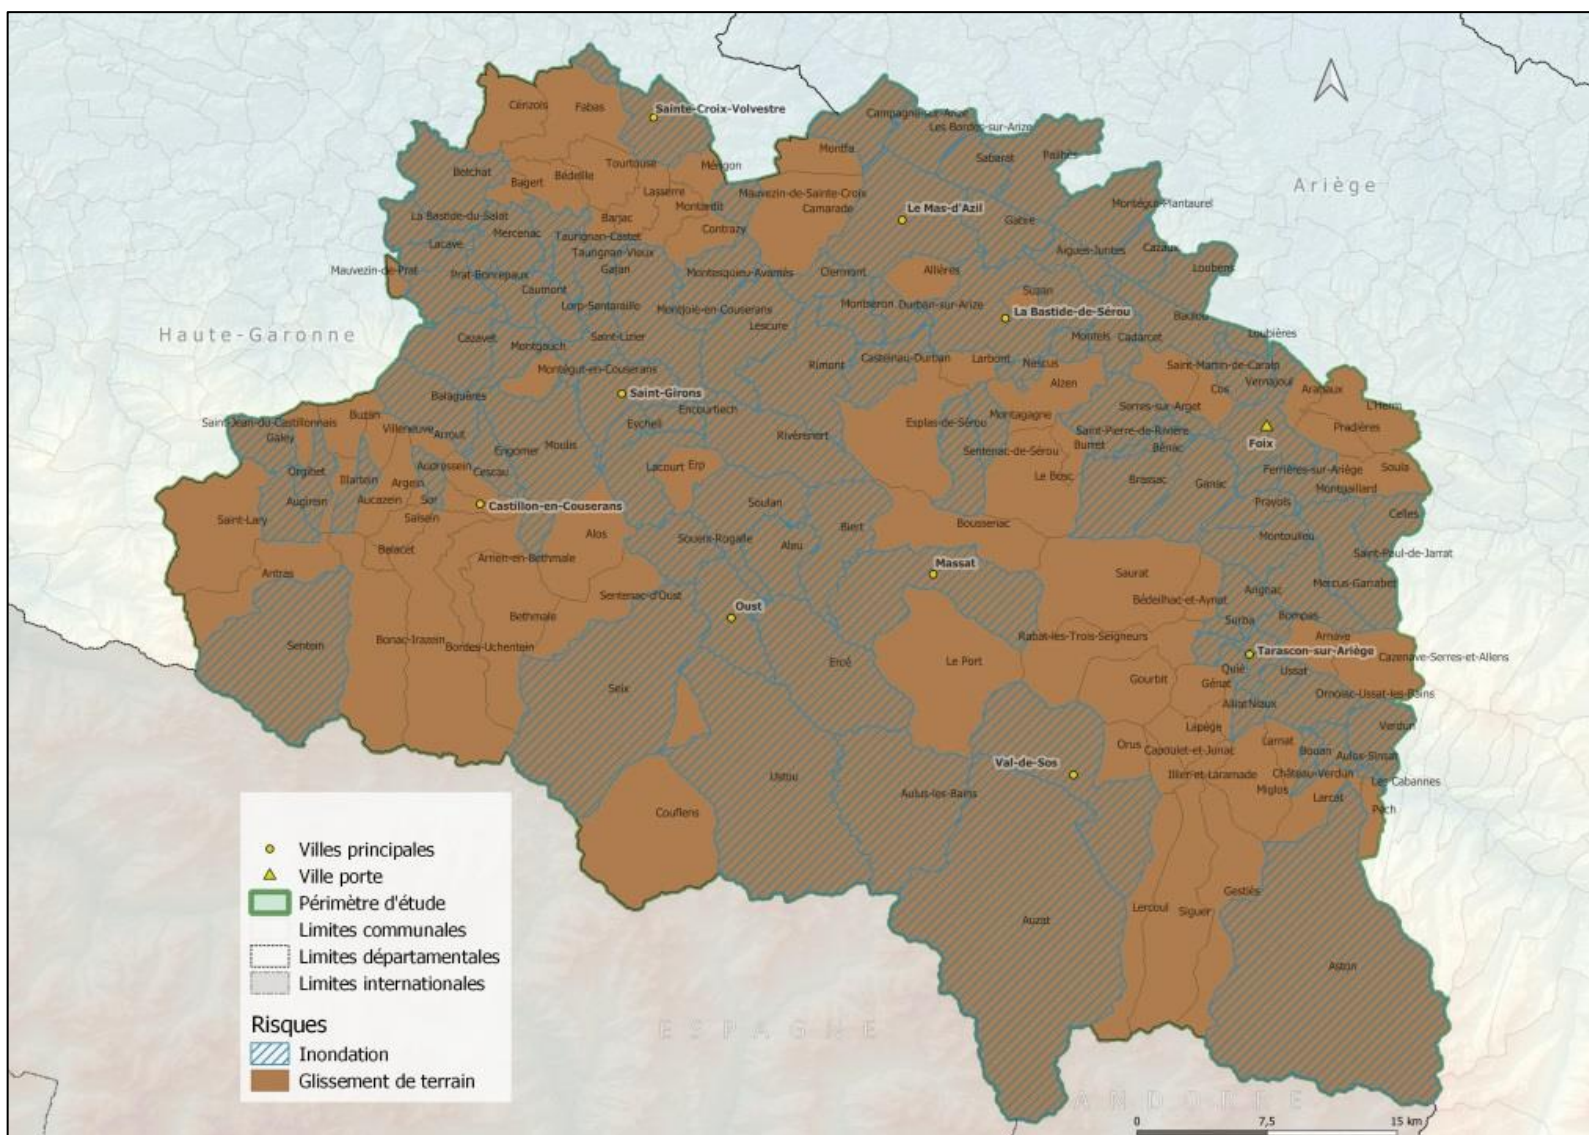 Sainte-Croix-Volvestre
Cérizols
Fabas
Campagne-sur-Arize
Les Bordes-sur-Arize
Montfa
Sabarat
Pailhès
Tourtouse
Mérigon
Betchat
Bagert
Bédeille
Lasserre
Mauvezin-de-Sainte-Croix
Ariège
Camarade
Le Mas-d'Azil
Montégut-Plantaurel
La Bastide-du-Salat
Barjac
Montardit
Gabre
Mercenac
Taurignan-Castet
Contrazy
Lacave
Taurignan-Vieux
Aigues-Juntes
Cazaux
Mauvezin-de-Prat
Prat-Bonrepaux
Gajan
Montesquieu-Avantès
Clermont
Allières
Loubens
Caumont
Lorp-Sentaraille
Montjoie-en-Couserans
Montseron
Durban-sur-Arize
Suzan
La Bastide-de-Sérou
Baulou
Haute-Garonne
Cazavet
Montgauch
Saint-Lizier
Lescure
Montels
Cadarcet
Loubières
Montégut-en-Couserans
Rimont
Castelnau-Durban
Larbont
Nescus
Saint-Martin-de-Caralp
Alzen
Cos
Vernajoul
Arabaux
Balaguères
Saint-Girons
Encourtiech
Serres-sur-Arget
L'Herm
Saint-Jean-du-Castillonnais
Buzan
Villeneuve
Arrout
Eycheil
Rivèrenert
Esplas-de-Sérou
Montagagne
Saint-Pierre-de-Rivière
Pradières
Galey
Engomer
Moulis
Sentenac-de-Sérou
Burret
Bénac
Foix
Orgibet
Illartein
Audressein
Cescau
Lacourt
Erp
Le Bosc
Brassac
Ganac
Ferrières-sur-Ariège
Soula
Augirein
Aucazein
Argein
Sor
Castillon-en-Couserans
Soulan
Prayols
Montgaillard
Saint-Lary
Salsein
Biert
Boussenac
Celles
Balacet
Arrien-en-Bethmale
Alos
Soueix-Rogalle
Aleu
Montoulieu
Saint-Paul-de-Jarrat
Antras
Massat
Saurat
Arignac
Mercus-Garrabet
Sentenac-d'Oust
Bédeilhac-et-Aynat
Bethmale
Oust
Surba
Bompas
Sentein
Bonac-Irazein
Bordes-Uchentein
Rabat-les-Trois-Seigneurs
Arnave
Ercé
Le Port
Tarascon-sur-Ariège
Cazenave-Serres-et-Allens
Seix
Gourbit
Quié
Ussat
Génat
Ornolac-Ussat-les-Bains
Alliat
Niaux
Lapège
Verdun
Orus
Capoulet-et-Junac
Larnat
Bouan
Aulos-Sinsat
Val-de-Sos
Ustou
Illier-et-Laramade
Château-Verdun
Les Cabannes
Aulus-les-Bains
Miglos
Larcat
Pech
Couflens
Gestiès
Auzat
Lercoul
Siguer
Aston
Villes principales
Ville porte
Périmètre d'étude
Limites communales
Limites départementales
Limites internationales
Risques
Inondation
Glissement de terrain
ESPAGNE
ANDORRE
0 7,5 15 km